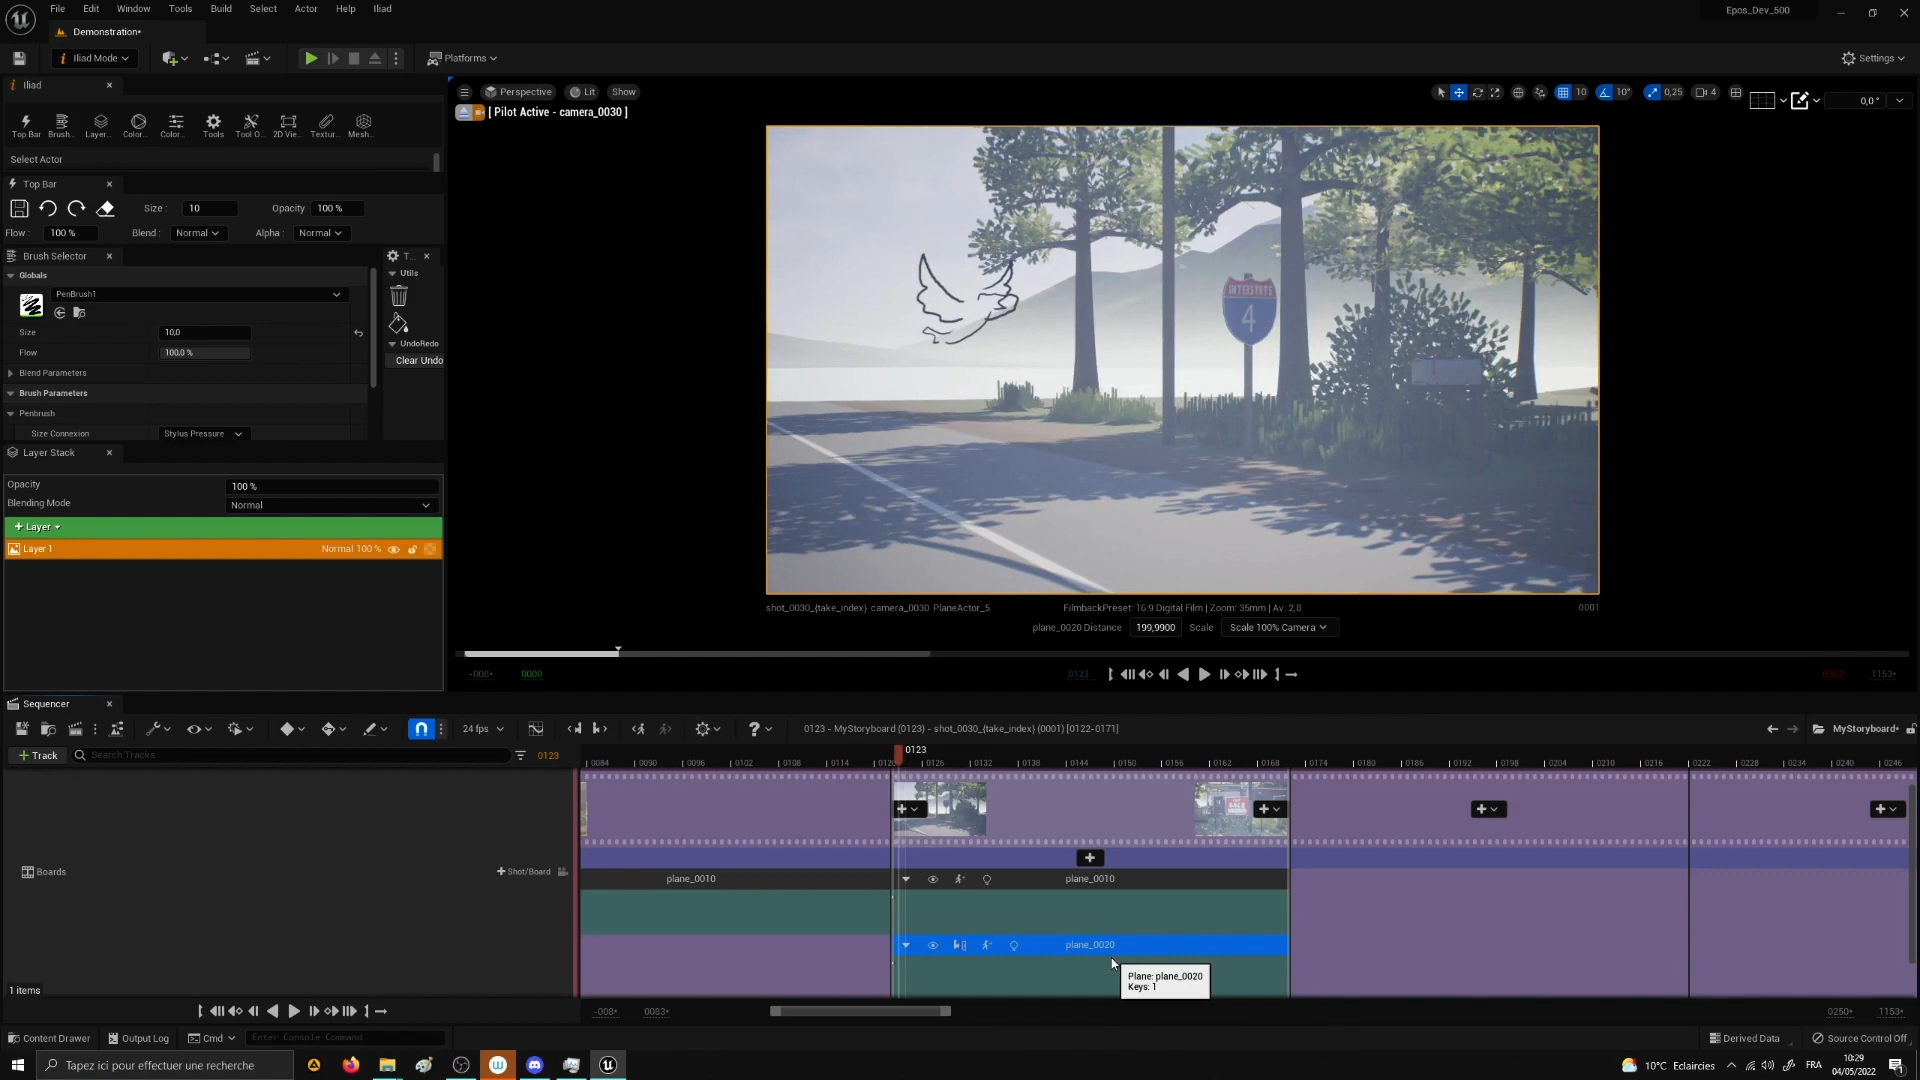 File Edit Window Tools Build Select Actor Help Iliad
Epos_Dev_500
Demonstration*
Iliad Mode
Platforms
Settings
Iliad
Top Bar Brush.. Layer.. Color... Color... Tools Tool O... 2D Vie... Textur... Mesh...
Select Actor
Top Bar
Size : 10 Opacity 100 %
Flow : 100 % Blend : Normal Alpha : Normal
Brush Selector
T...
Globals
Utils
PenBrush1
Size 10,0
Flow 100,0 %
UndoRedo
Clear Undo
Blend Parameters
Brush Parameters
Penbrush
Size Connexion Stylus Pressure
Layer Stack
Opacity 100 %
Blending Mode Normal
+ Layer
Layer 1 Normal 100 %
Perspective Lit Show
10 10° 0,25 4 0,0 °
[ Pilot Active - camera_0030 ]
INTERSTATE
4
shot_0030_{take_index} camera_0030 PlaneActor_5 FilmbackPreset: 16:9 Digital Film | Zoom: 35mm | Av: 2,8 0001
plane_0020 Distance 199,9900 Scale Scale 100% Camera
-008* 0000 0123 1153*
Sequencer
24 fps
0123 - MyStoryboard (0123) - shot_0030_{take_index} (0001) [0122-0171]
MyStoryboard*
+ Track Search Tracks 0123
0123
0084 0090 0096 0102 0108 0114 0120 0126 0132 0138 0144 0150 0156 0162 0168 0174 0180 0186 0192 0198 0204 0210 0216 0222 0228 0234 0240 0246
Boards
+ Shot/Board
plane_0010 plane_0010
plane_0020
Plane: plane_0020
Keys: 1
1 items
-008* 0083* 0250* 1153*
Content Drawer Output Log Cmd Enter Console Command
Derived Data Source Control Off
Tapez ici pour effectuer une recherche
10°C Eclaircies
FRA
10:29
04/05/2022